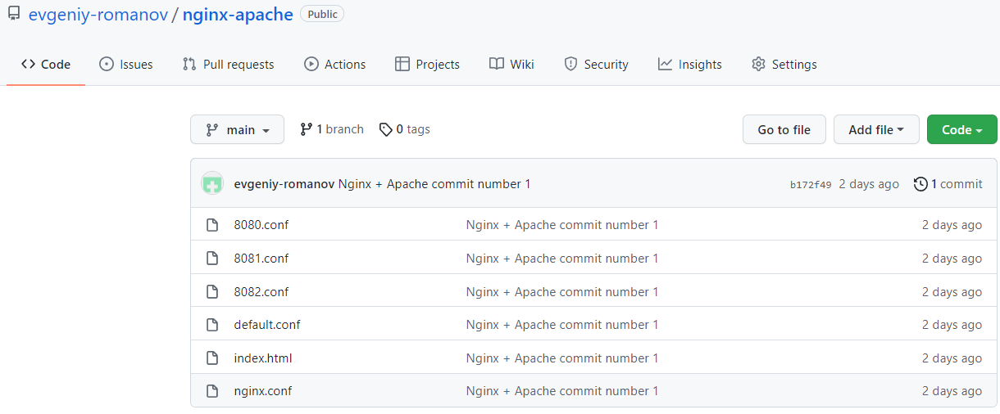 evgeniy-romanov / nginx-apache Public
Code Issues Pull requests Actions Projects Wiki Security Insights Settings
main 1 branch 0 tags Go to file Add file Code
evgeniy-romanov Nginx + Apache commit number 1 b172f49 2 days ago 1 commit
8080.conf Nginx + Apache commit number 1 2 days ago
8081.conf Nginx + Apache commit number 1 2 days ago
8082.conf Nginx + Apache commit number 1 2 days ago
default.conf Nginx + Apache commit number 1 2 days ago
index.html Nginx + Apache commit number 1 2 days ago
nginx.conf Nginx + Apache commit number 1 2 days ago